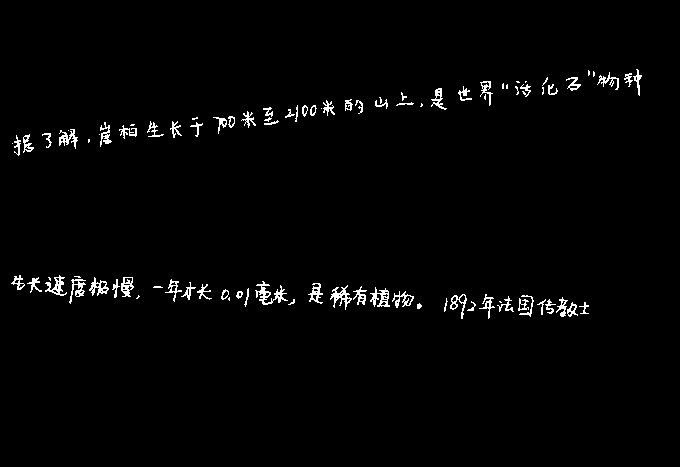 据了解，崖柏生长于700米至2100米的山上，是世界“活化石”物种
生长速度极慢，一年才长0.01毫米，是稀有植物。1892年法国传教士